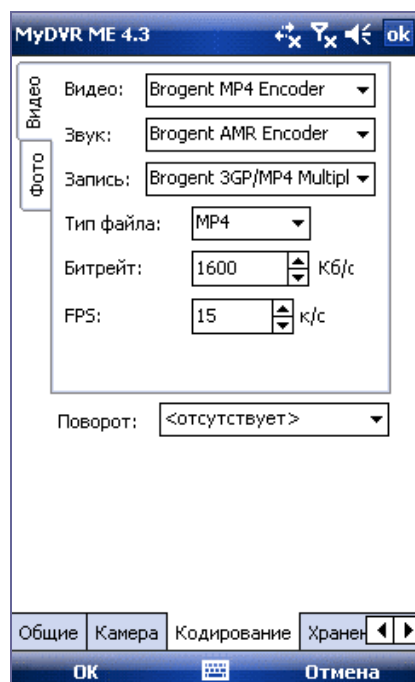 MyDVR ME 4.3 ok
Видео
Фото
Видео: Brogent MP4 Encoder
Звук: Brogent AMR Encoder
Запись: Brogent 3GP/MP4 Multipl
Тип файла: MP4
Битрейт: 1600 Кб/с
FPS: 15 к/с
Поворот: <отсутствует>
Общие Камера Кодирование Хранен
ОК Отмена